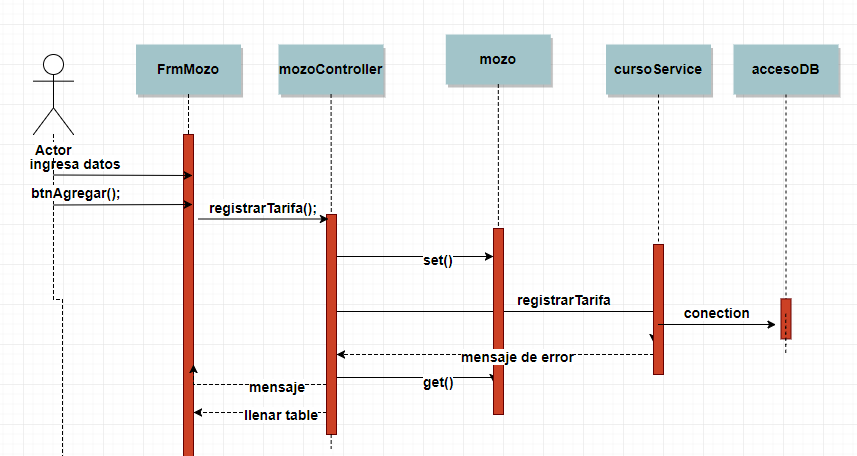 FrmMozo
mozoController
mozo
cursoService
accesoDB
Actor
ingresa datos
btnAgregar();
registrarTarifa();
set()
registrarTarifa
conection
mensaje de error
get()
mensaje
llenar table